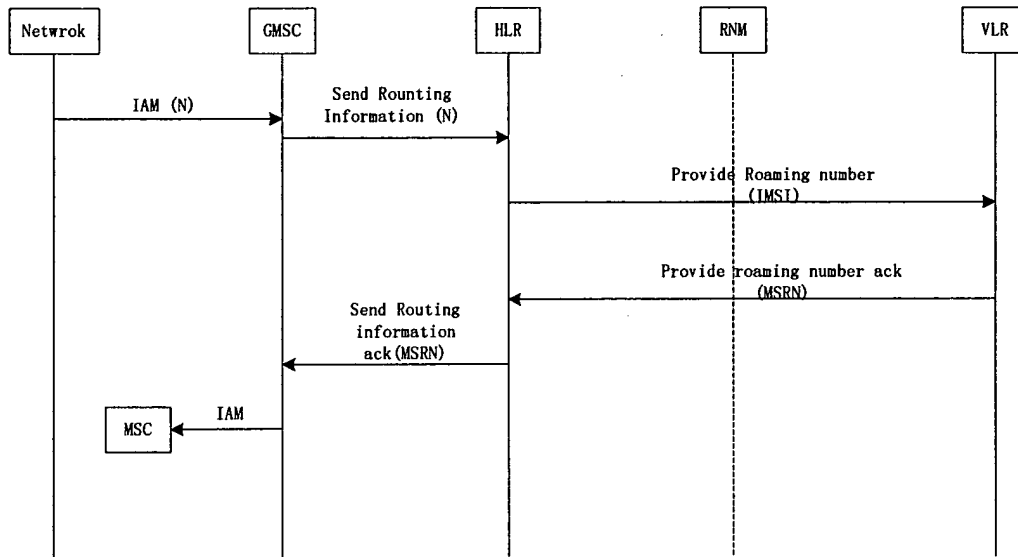 Netwrok
GMSC
HLR
RNM
VLR
IAM (N)
Send Rounting
Information (N)
Provide Roaming number
(IMSI)
Provide roaming number ack
(MSRN)
Send Routing
information
ack(MSRN)
IAM
MSC